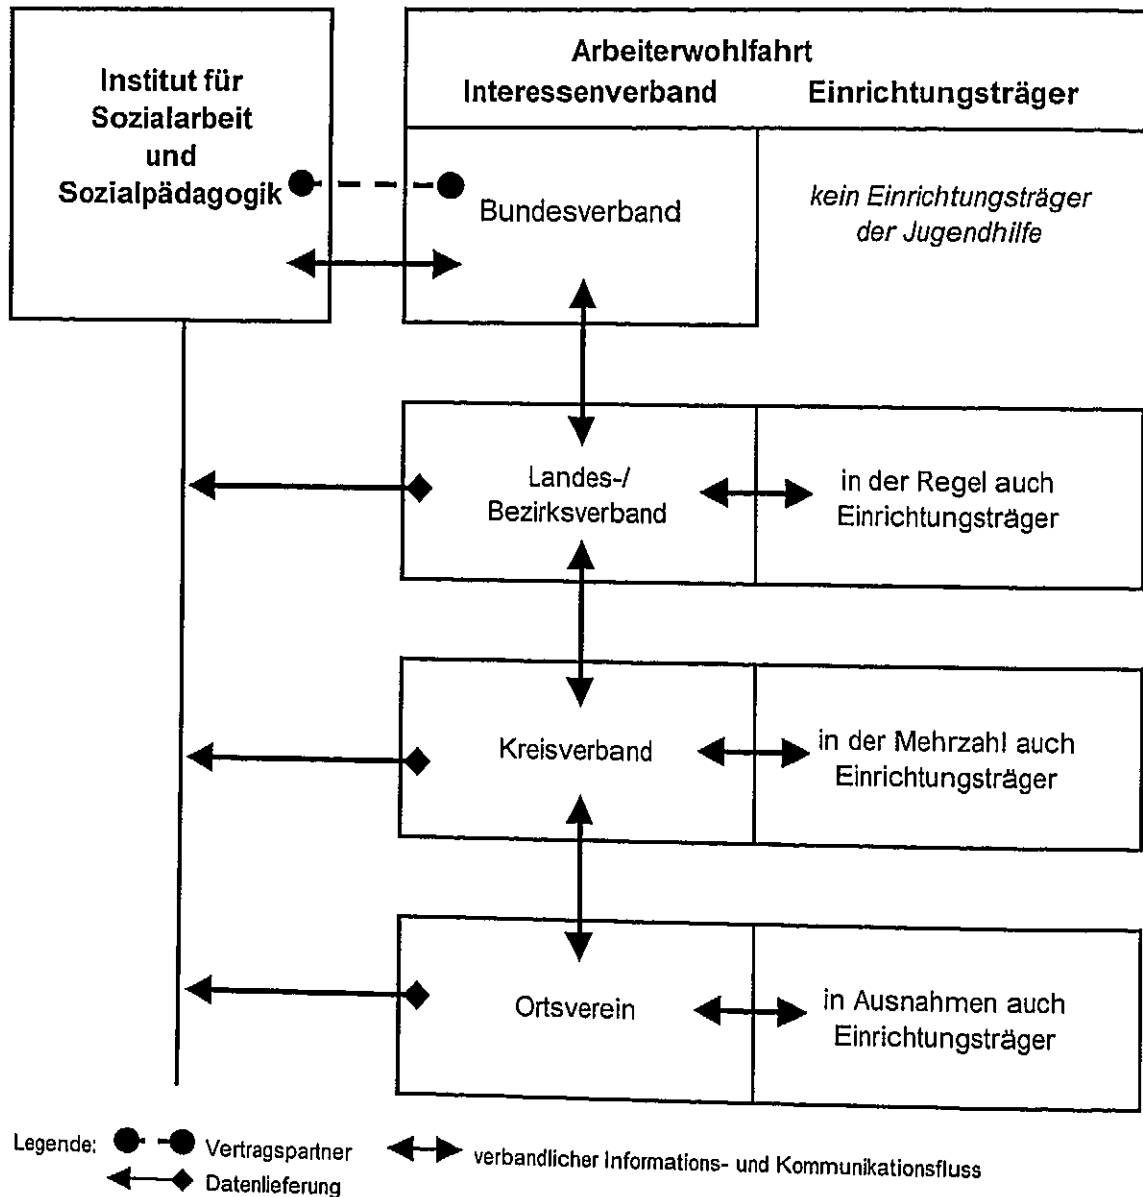 Institut für
Sozialarbeit
und
Sozialpädagogik
Arbeiterwohlfahrt
Interessenverband Einrichtungsträger
Bundesverband
kein Einrichtungsträger
der Jugendhilfe
Landes-/
Bezirksverband
in der Regel auch
Einrichtungsträger
Kreisverband
in der Mehrzahl auch
Einrichtungsträger
Ortsverein
in Ausnahmen auch
Einrichtungsträger
Legende: Vertragspartner verbandlicher Informations- und Kommunikationsfluss
Datenlieferung